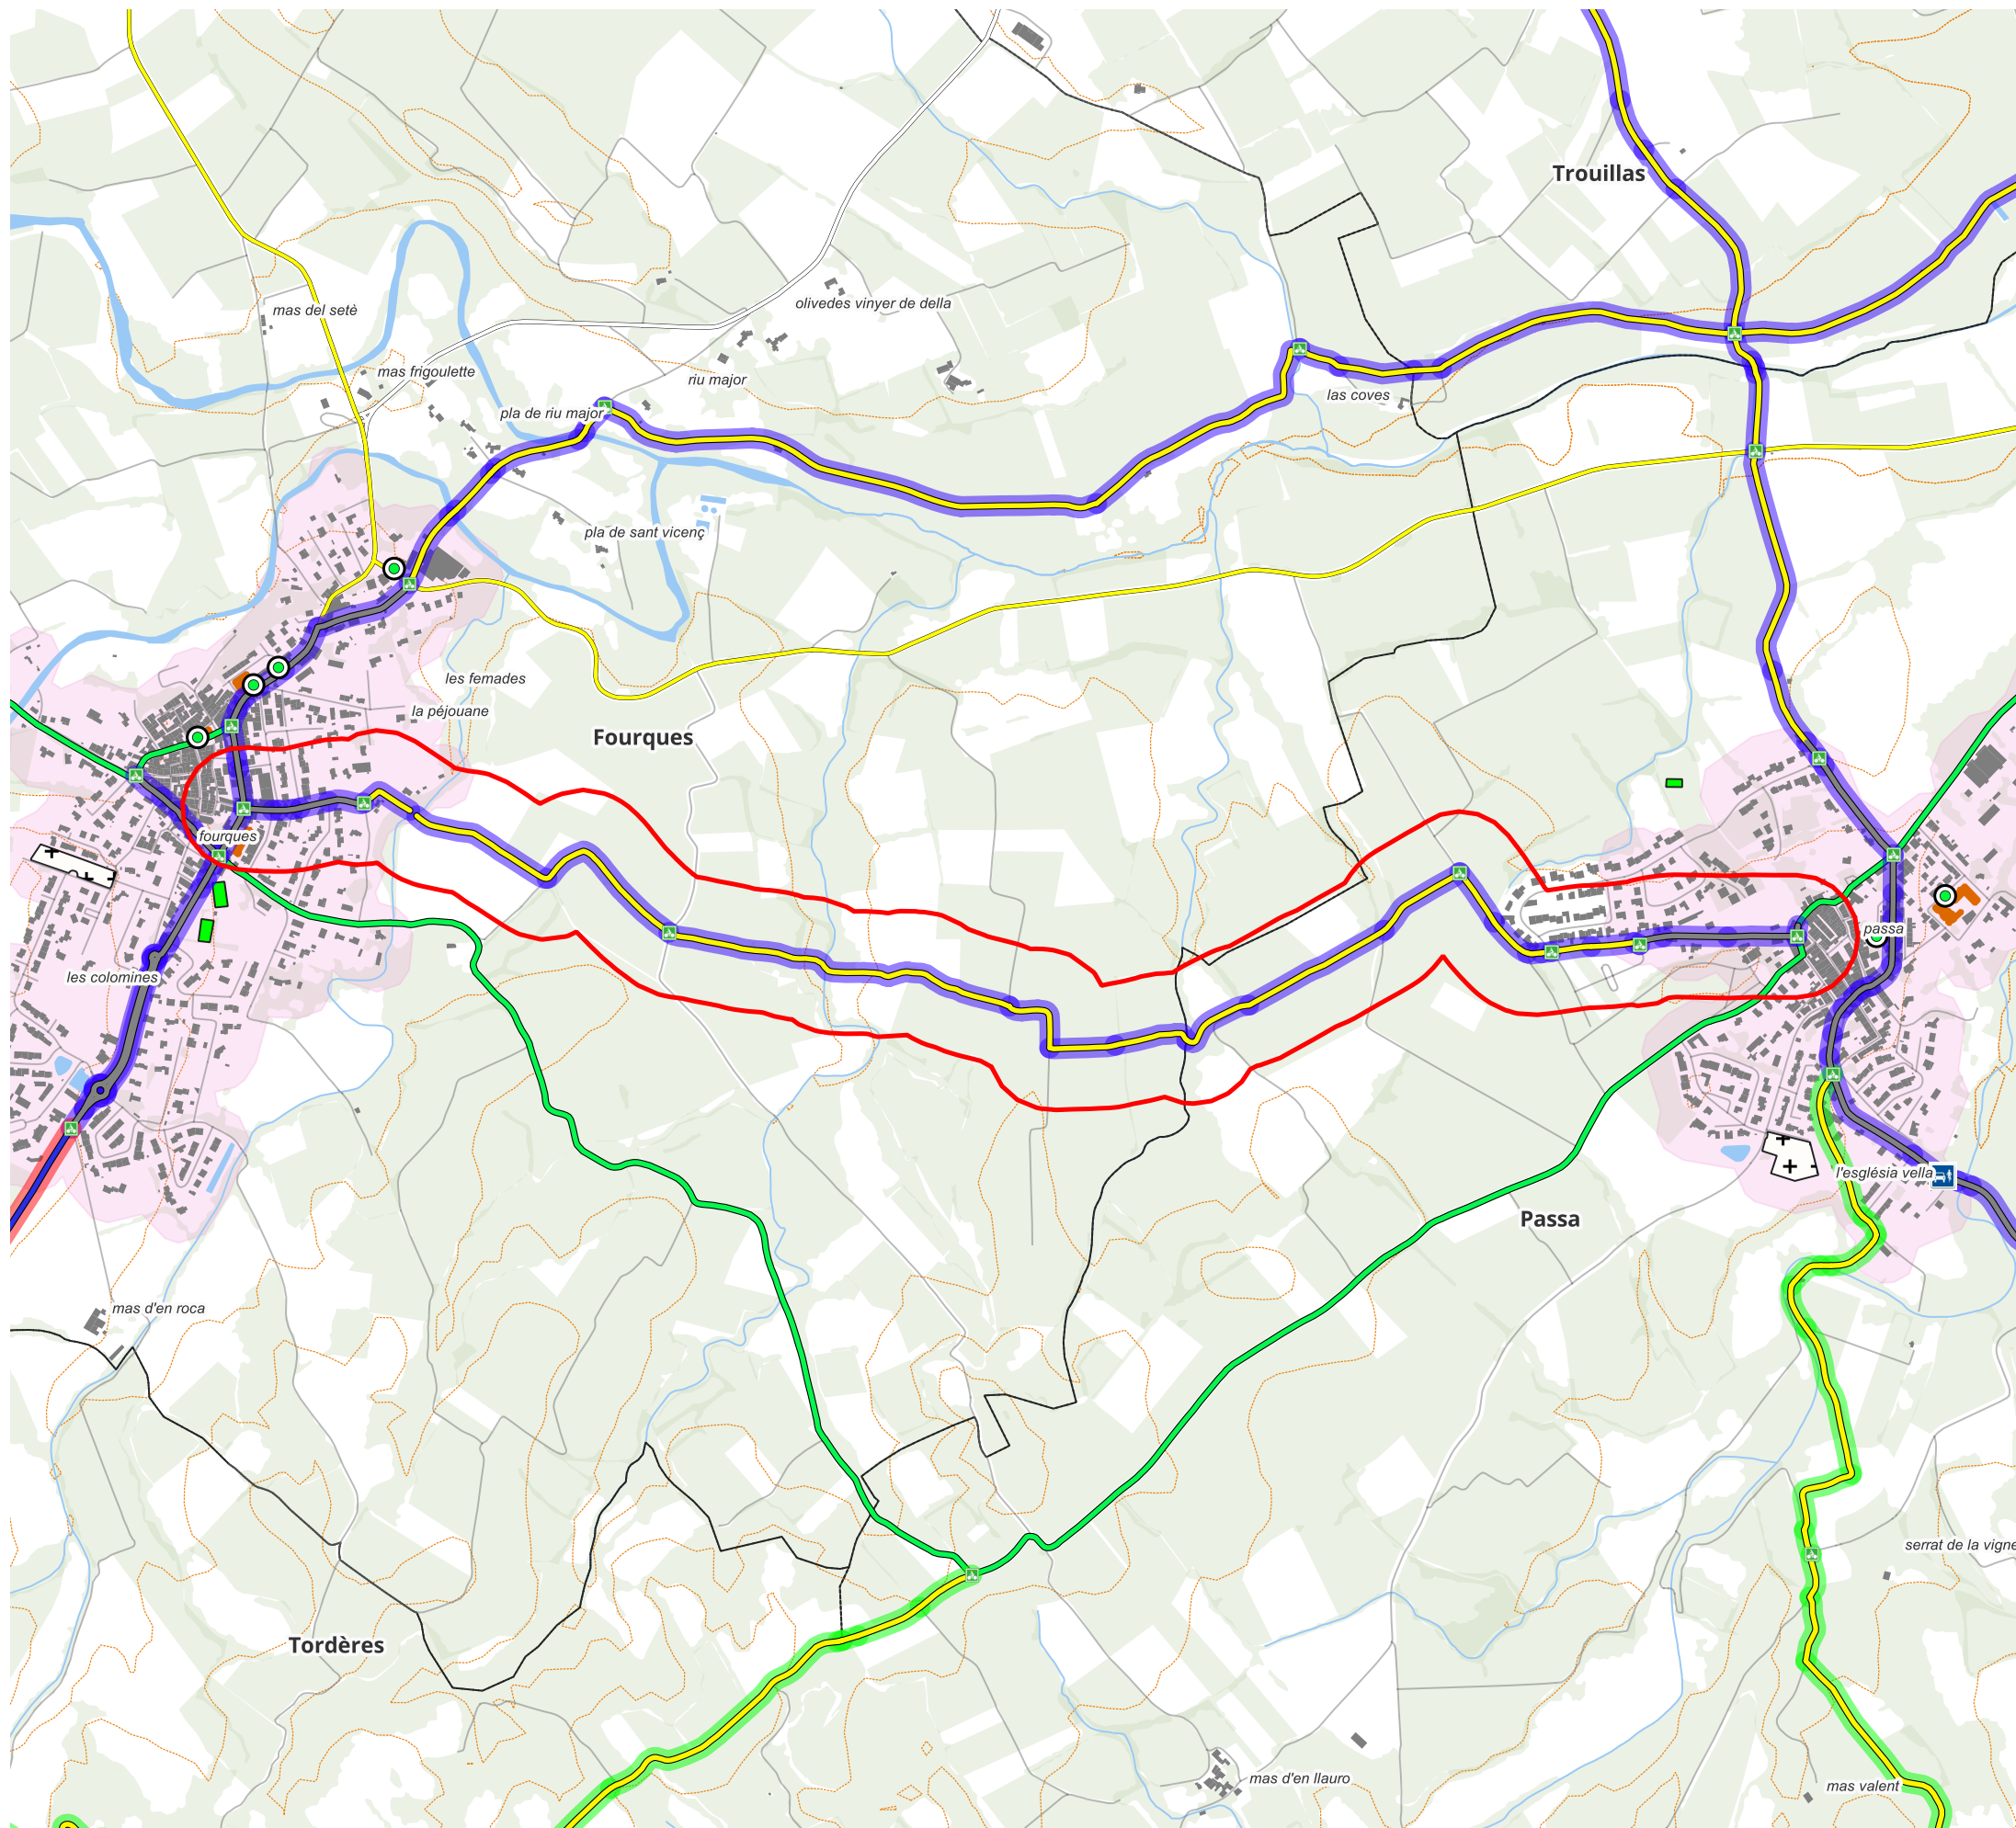 Trouillas
mas del setè
olivedes vinyer de della
mas frigoulette
riu major
las coves
pla de riu major
pla de sant vicenç
les femades
la péjouane
Fourques
fourques
passa
les colomines
l'església vella
Passa
mas d'en roca
serrat de la vigne
Tordères
mas d'en llauro
mas valent